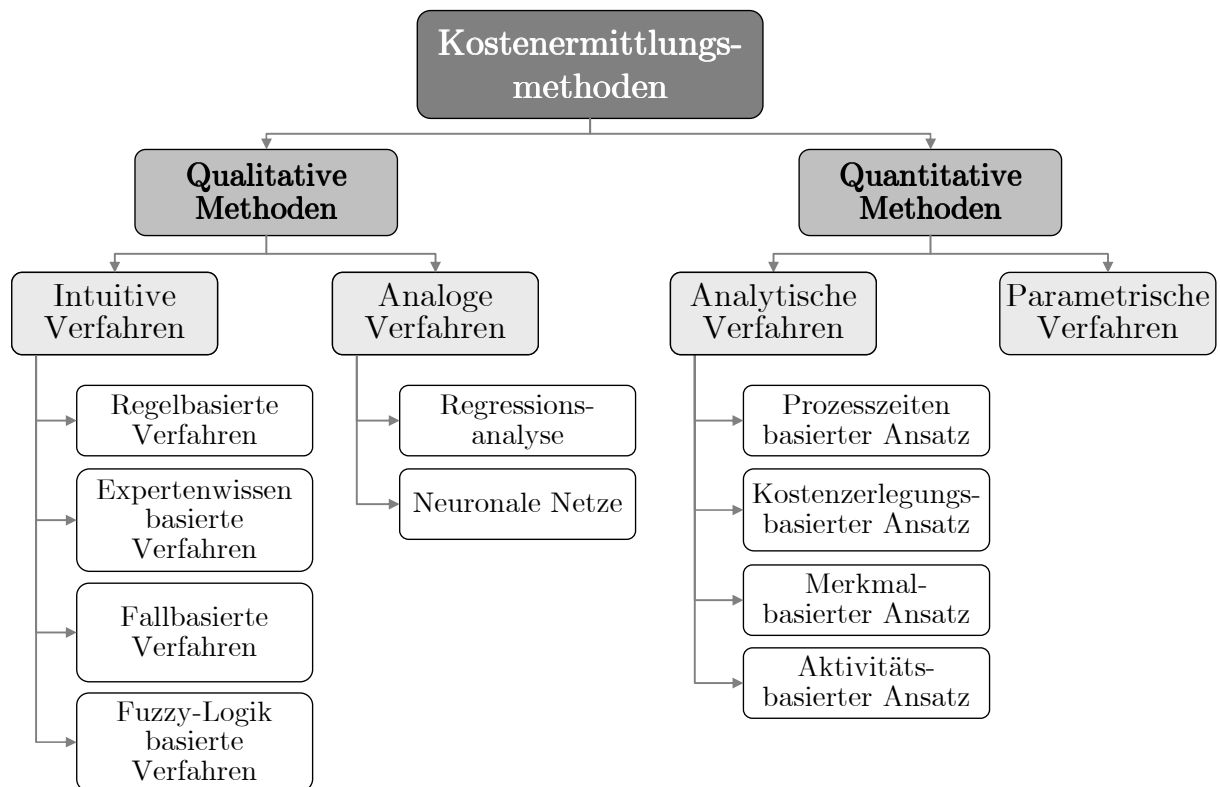 Kostenermittlungs-
methoden
Qualitative
Methoden
Quantitative
Methoden
Intuitive
Verfahren
Analoge
Verfahren
Analytische
Verfahren
Parametrische
Verfahren
Regelbasierte
Verfahren
Expertenwissen
basierte
Verfahren
Fallbasierte
Verfahren
Fuzzy-Logik
basierte
Verfahren
Regressions-
analyse
Neuronale Netze
Prozesszeiten
basierter Ansatz
Kostenzerlegungs-
basierter Ansatz
Merkmal-
basierter Ansatz
Aktivitäts-
basierter Ansatz